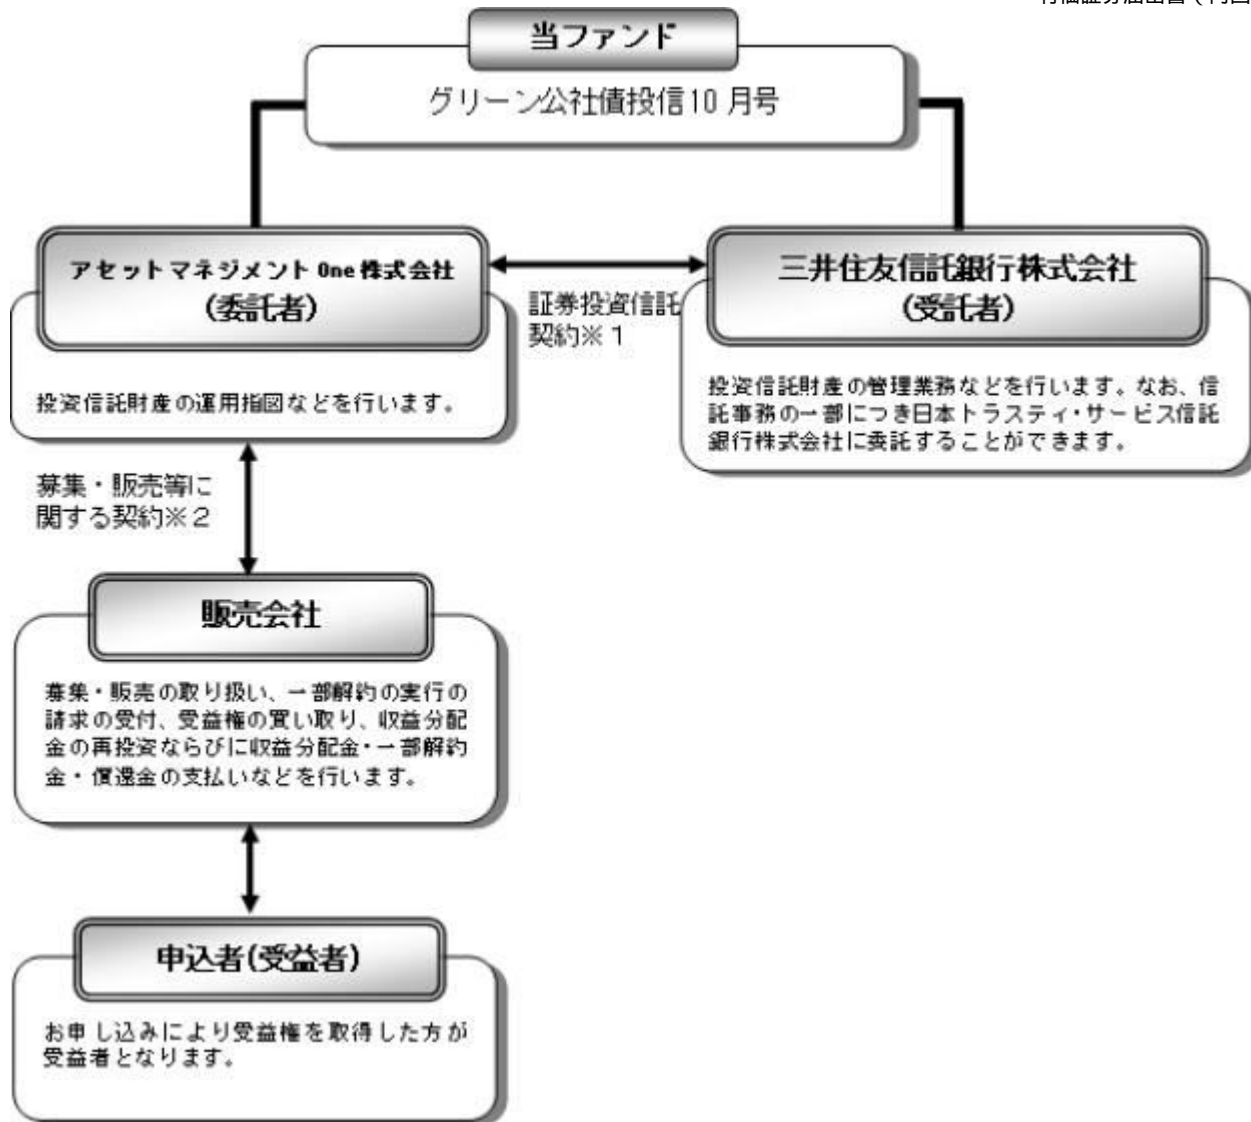 当ファンド
グリーン公社債投信10月号
アセットマネジメントOne株式会社
(委託者)
投資信託財産の運用指図などを行います。
証券投資信託
契約※1
三井住友信託銀行株式会社
(受託者)
投資信託財産の管理業務などを行います。なお、信
託事務の一部につき日本トラスティ・サービス信託
銀行株式会社に委託することができます。
募集・販売等に
関する契約※2
販売会社
募集・販売の取り扱い、一部解約の実行の
請求の受付、受益権の買い取り、収益分配
金の再投資ならびに収益分配金・一部解約
金・償還金の支払いなどを行います。
申込者(受益者)
お申し込みにより受益権を取得した方が
受益者となります。